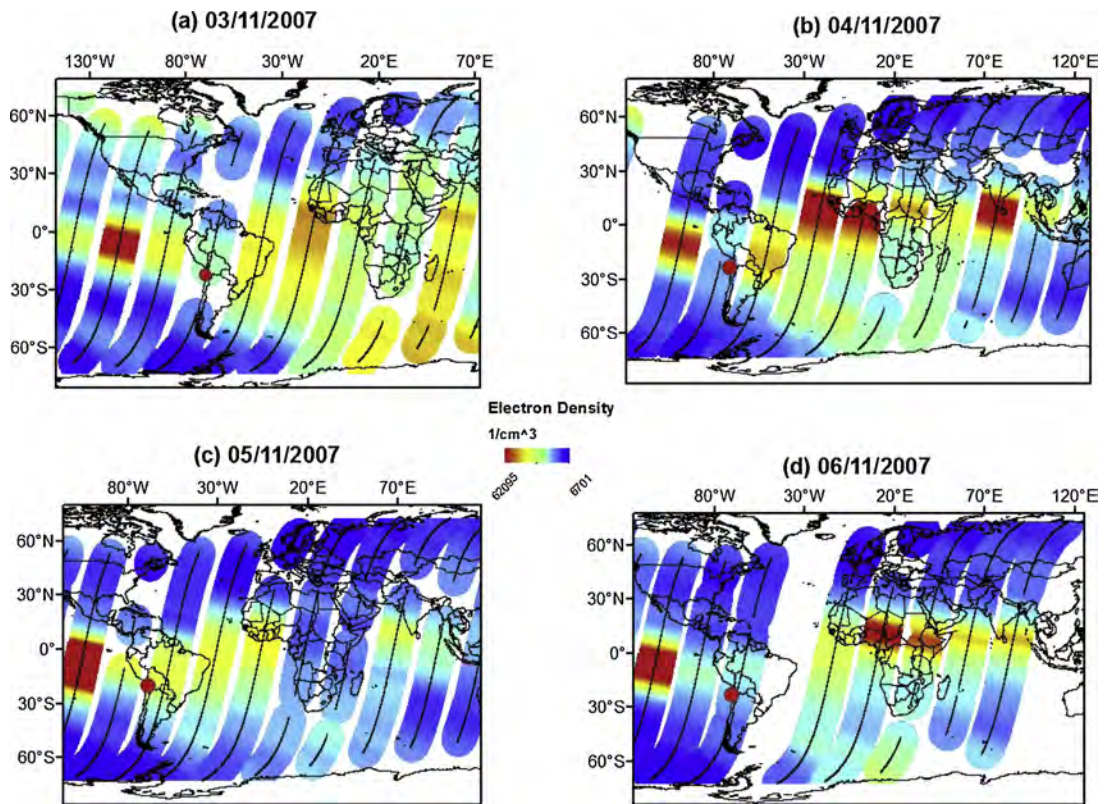 (a) 03/11/2007
130°W 80°W 30°W 20°E 70°E
60°N
30°N
0°
30°S
60°S
(b) 04/11/2007
80°W 30°W 20°E 70°E 120°E
60°N
30°N
0°
30°S
60°S
Electron Density
1/cm^3
62095 6701
(c) 05/11/2007
80°W 30°W 20°E 70°E
60°N
30°N
0°
30°S
60°S
(d) 06/11/2007
80°W 30°W 20°E 70°E 120°E
60°N
30°N
0°
30°S
60°S